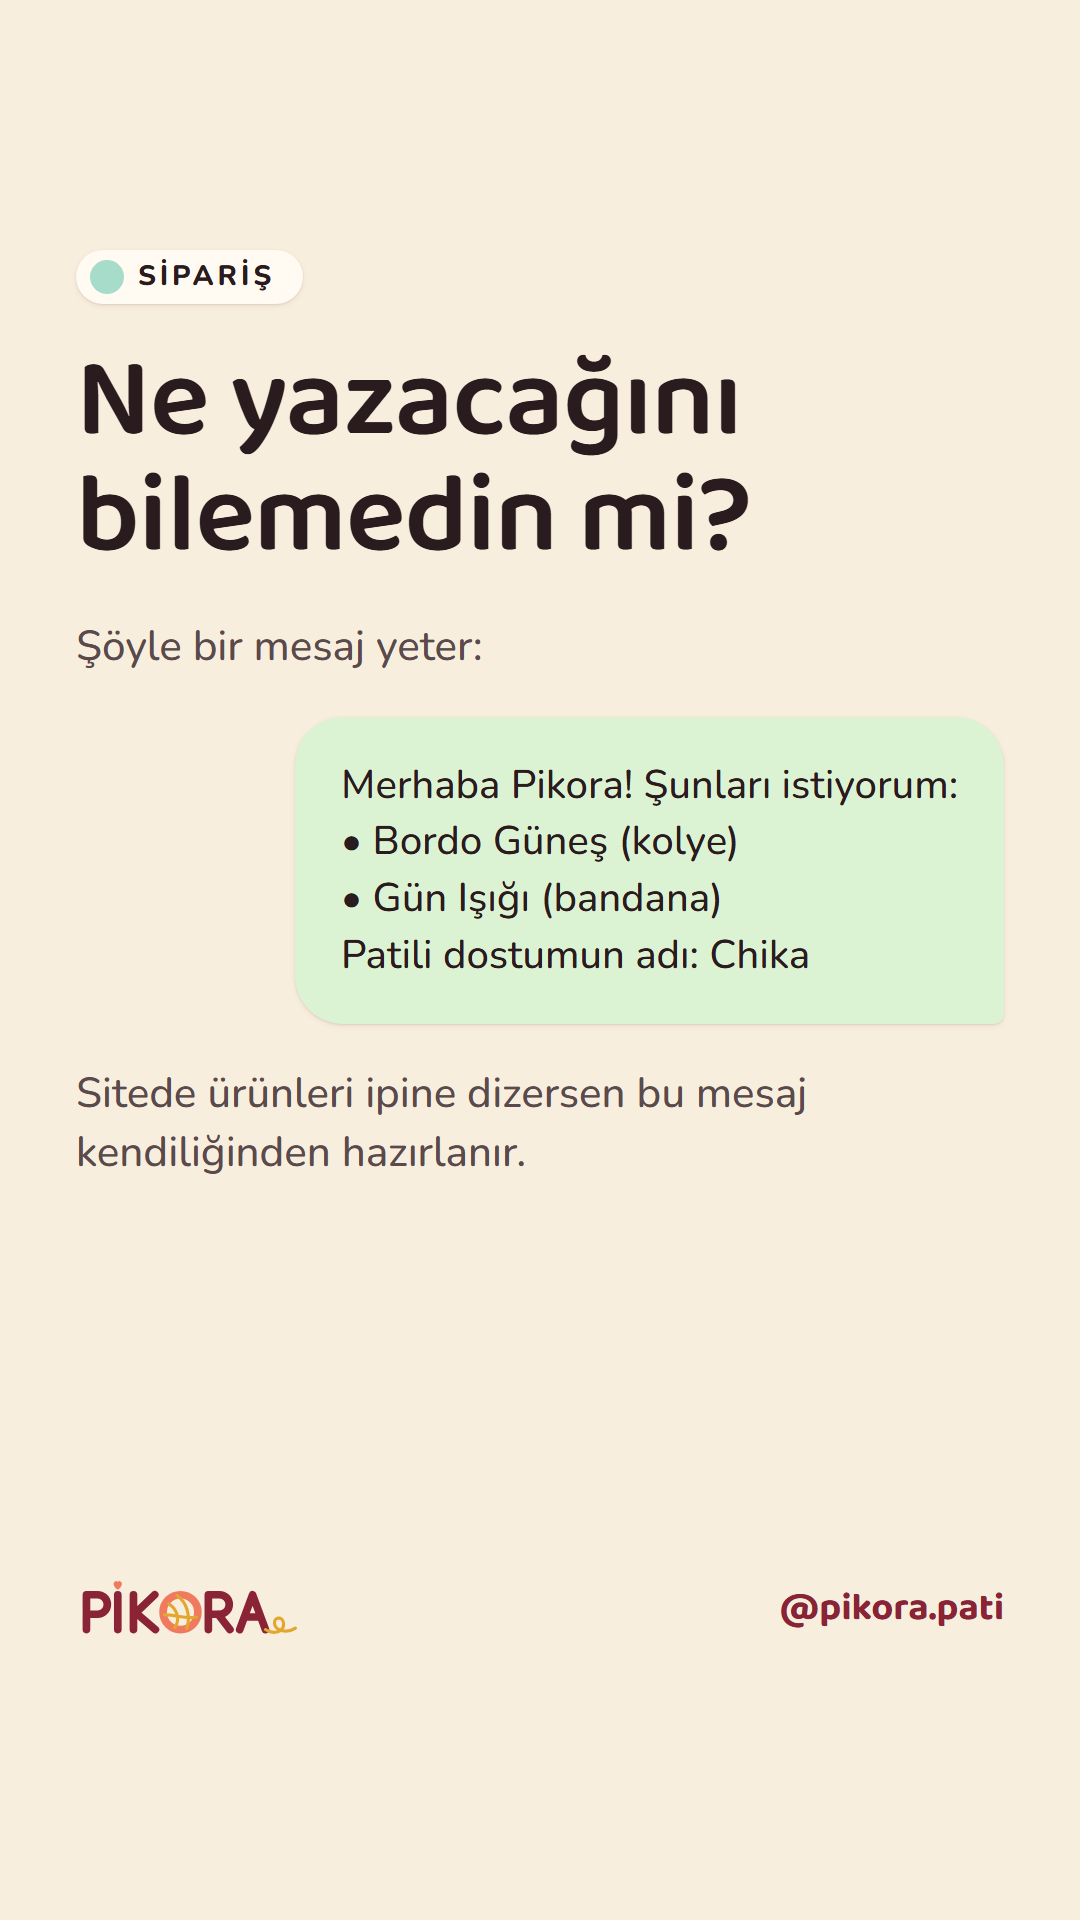 SİPARİŞ
Ne yazacağını
bilemedin mi?
Şöyle bir mesaj yeter:
Merhaba Pikora! Şunları istiyorum:
• Bordo Güneş (kolye)
• Gün Işığı (bandana)
Patili dostumun adı: Chika
Sitede ürünleri ipine dizersen bu mesaj
kendiliğinden hazırlanır.
PİKORA
@pikora.pati